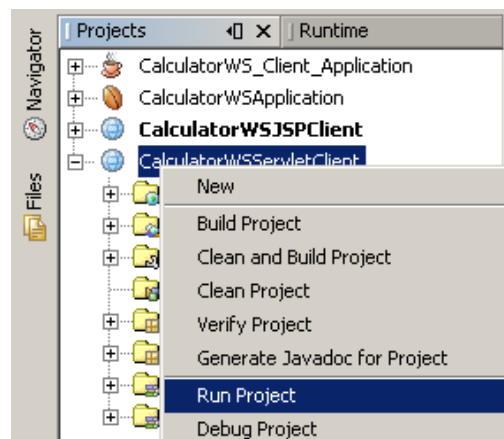 Projects
Runtime
Navigator
Files
CalculatorWS_Client_Application
CalculatorWSApplication
CalculatorWSJSPClient
CalculatorWSServletClient
New
Build Project
Clean and Build Project
Clean Project
Verify Project
Generate Javadoc for Project
Run Project
Debug Project